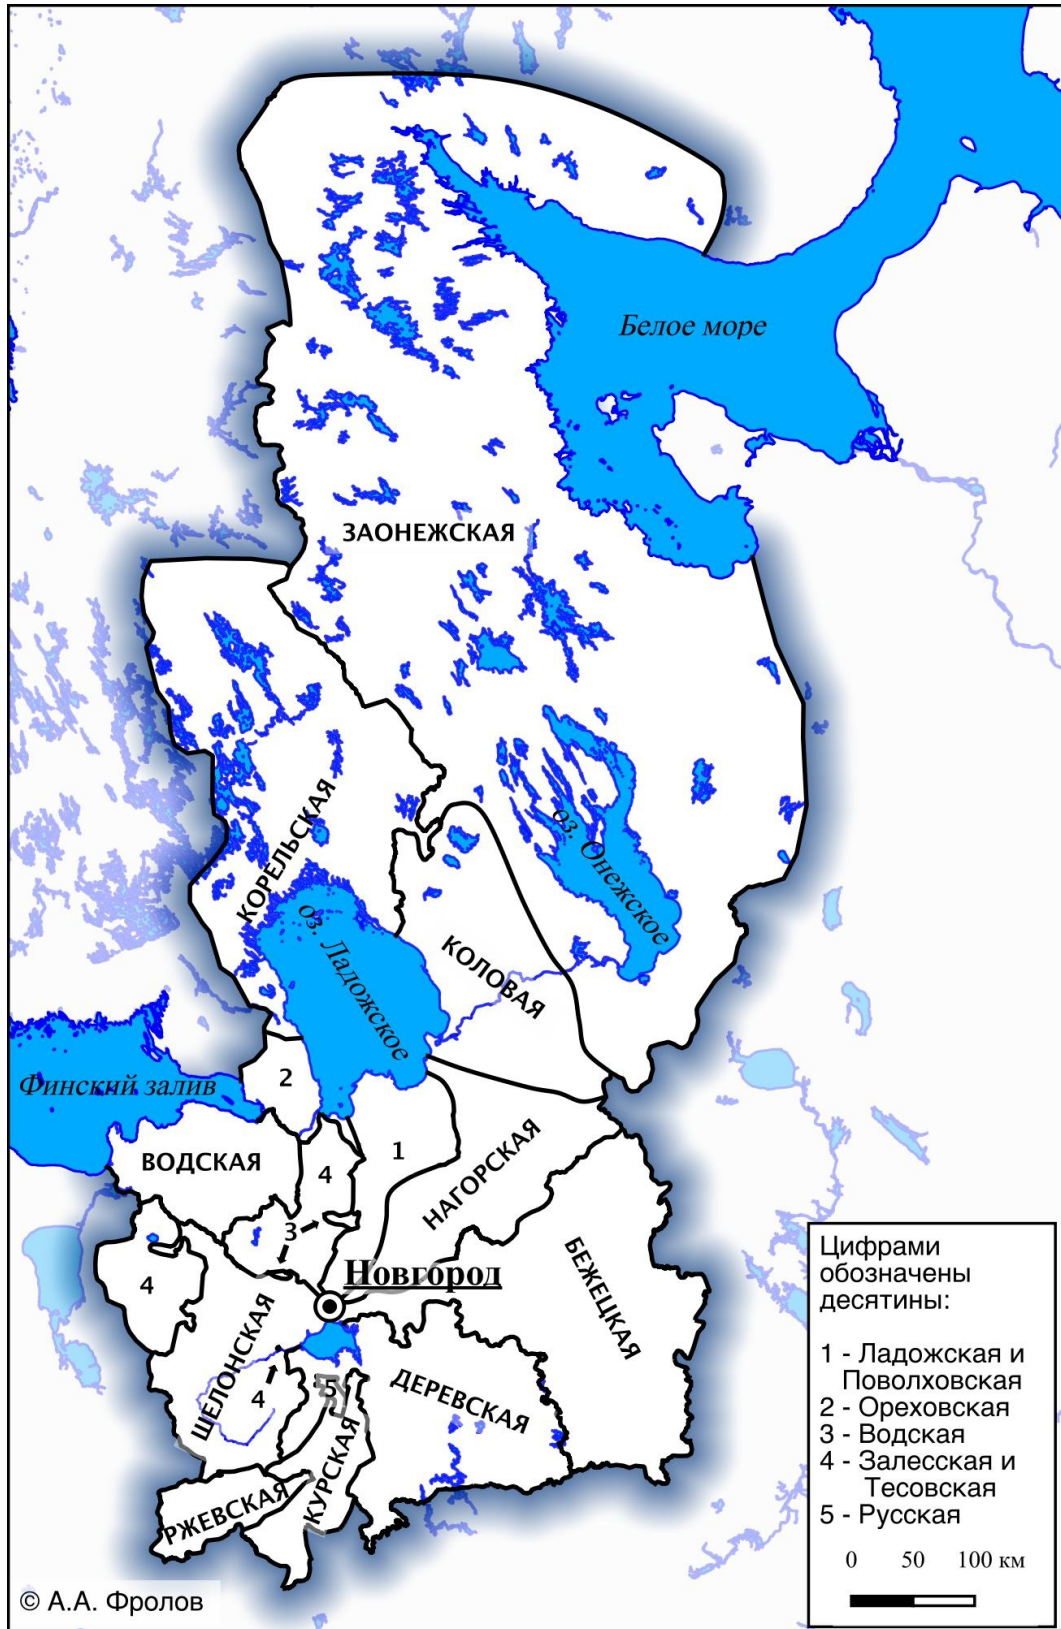 Белое море
ЗАОНЕЖСКАЯ
КОРЕЛЬСКАЯ
оз. Онежское
оз. Ладожское
КОЛОВАЯ
Финский залив
2
ВОДСКАЯ
1
4
НАГОРСКАЯ
3
4
Новгород
БЕЖЕЦКАЯ
ШЕЛОНСКАЯ
4
5
ДЕРЕВСКАЯ
КУРСКАЯ
РЖЕВСКАЯ
Цифрами
обозначены
десятины:
1 - Ладожская и
Поволховская
2 - Ореховская
3 - Водская
4 - Залесская и
Тесовская
5 - Русская
0 50 100 км
© А.А. Фролов